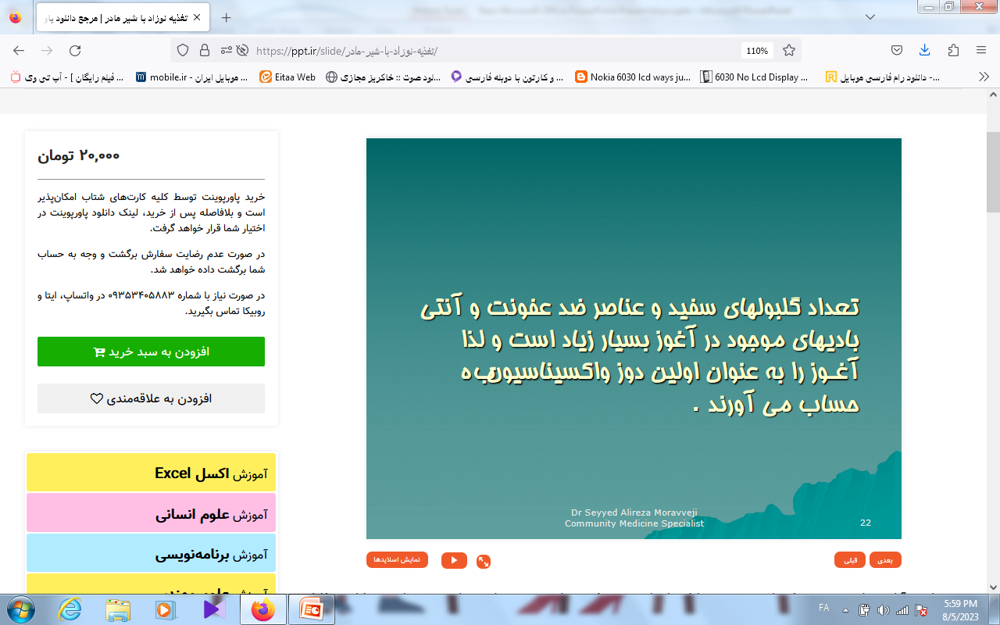 تغذیه نوزاد با شیر مادر | مرجع دانلود پاو
https://ppt.ir/slide/تغذیه-نوزاد-با-شیر-مادر/
110%
فیلم رایگان ] - آپ تی وی ...
mobile.ir - موبایل ایران ...
Eitaa Web
...لود صوت :: خاکریز مجازی
و کارتون با دوبله فارسی ...
Nokia 6030 lcd ways ju...
6030 No Lcd Display ...
- دانلود رام فارسی موبایل...
۲۰,۰۰۰ تومان
خرید پاورپوینت توسط کلیه کارت‌های شتاب امکان‌پذیر
است و بلافاصله پس از خرید، لینک دانلود پاورپوینت در
اختیار شما قرار خواهد گرفت.
در صورت عدم رضایت سفارش برگشت و وجه به حساب
شما برگشت داده خواهد شد.
در صورت نیاز با شماره ۰۹۳۵۳۴۰۵۸۸۳ در واتساپ، ایتا و
روبیکا تماس بگیرید.
افزودن به سبد خرید
افزودن به علاقه‌مندی
آموزش اکسل Excel
آموزش علوم انسانی
آموزش برنامه‌نویسی
تعداد گلبولهای سفید و عناصر ضد عفونت و آنتی
بادیهای موجود در آغوز بسیار زیاد است و لذا
آغـوز را به عنوان اولین دوز واکسیناسیون به
حساب می آورند .
Dr Seyyed Alireza Moravveji
Community Medicine Specialist
22
نمایش اسلایدها
قبلی
بعدی
FA
5:59 PM
8/5/2023